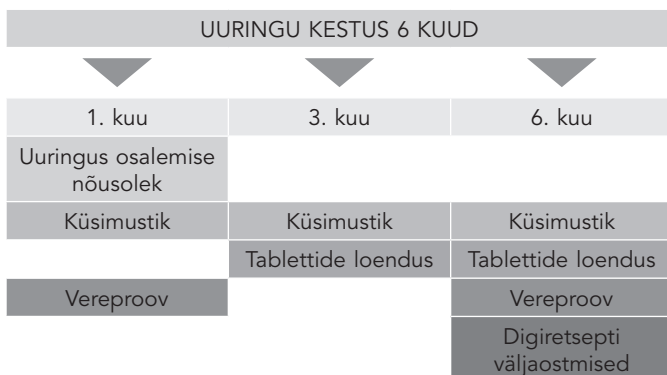 UURINGU KESTUS 6 KUUD
1. kuu 3. kuu 6. kuu
Uuringus osalemise
nõusolek
Küsimustik Küsimustik Küsimustik
Tablettide loendus Tablettide loendus
Vereproov Vereproov
Digiretsepti
väljaostmised